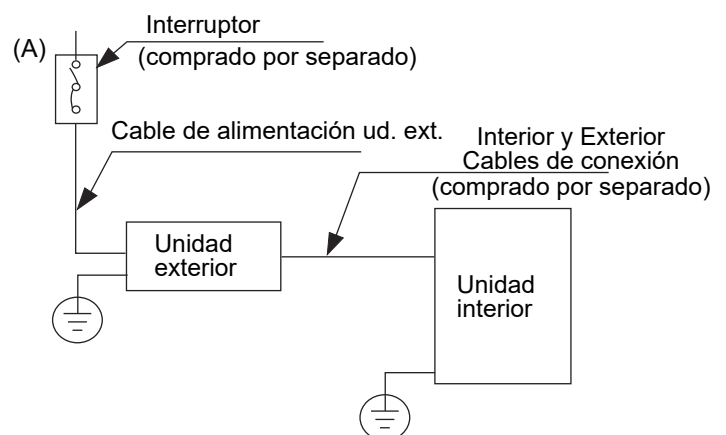 Interruptor
(A)
(comprado por separado)
Cable de alimentación ud. ext.
Interior y Exterior
Cables de conexión
(comprado por separado)
Unidad
exterior
Unidad
interior